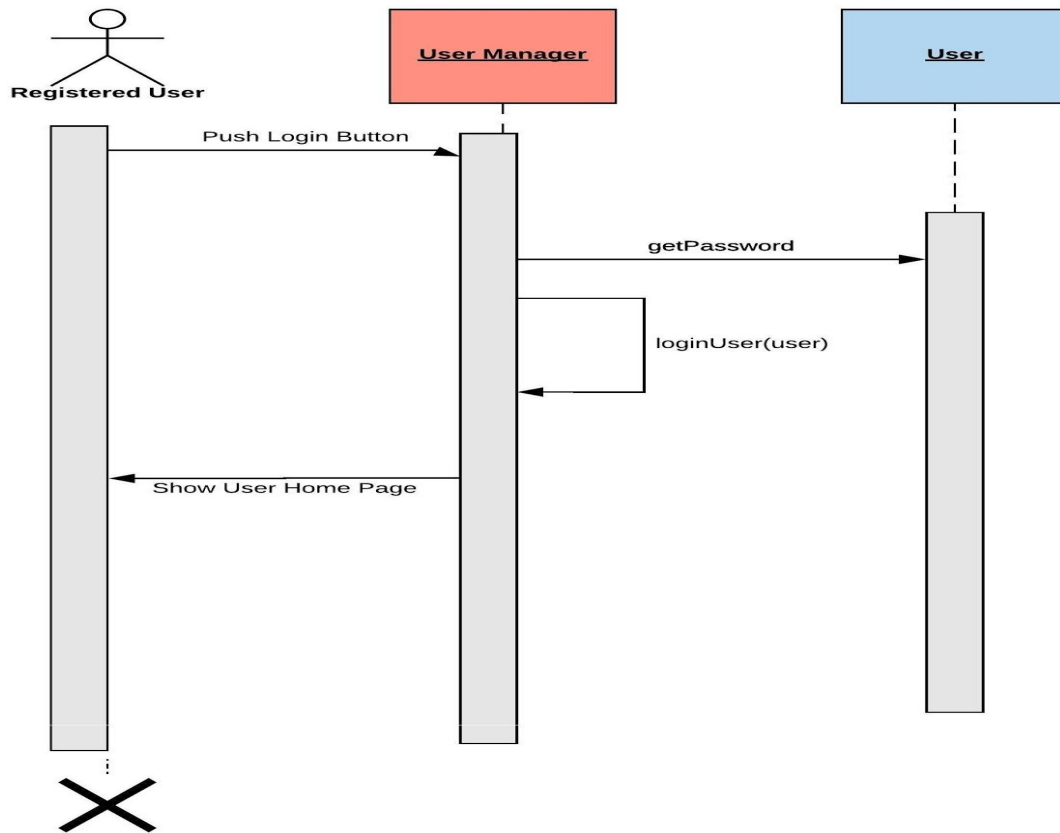 Registered User
User Manager
User
Push Login Button
getPassword
loginUser(user)
Show User Home Page